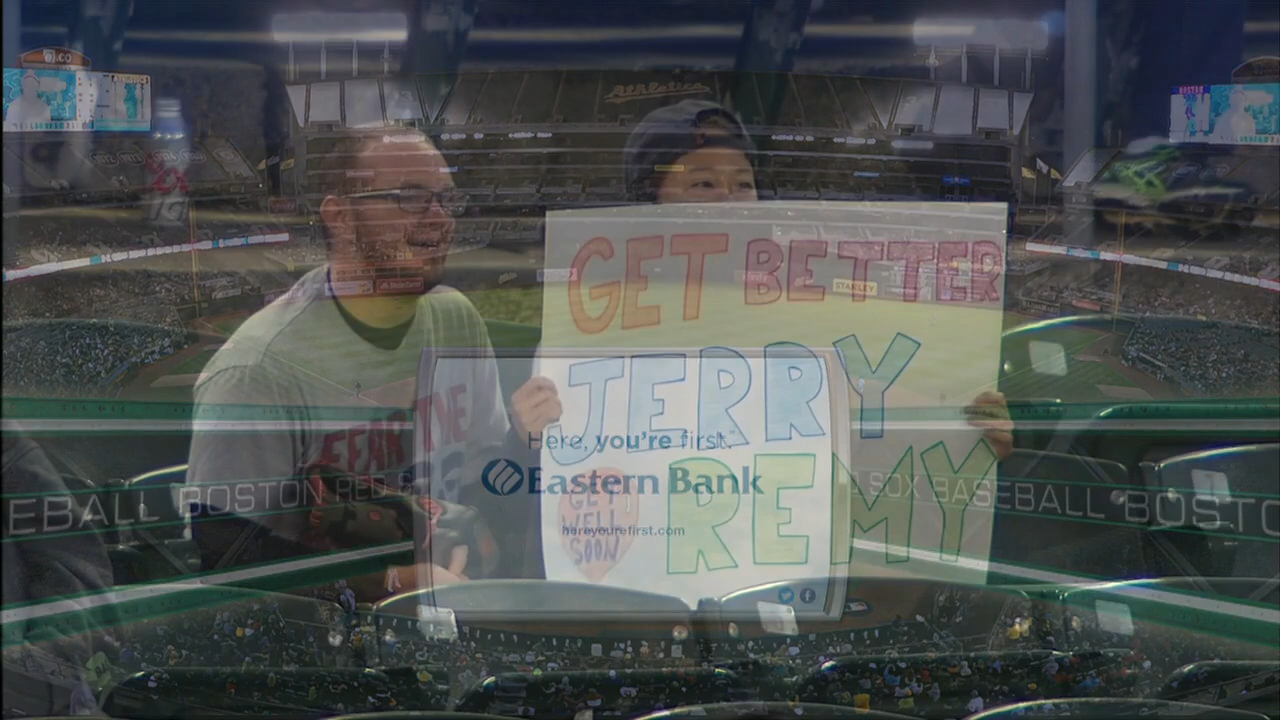 Athletics
GET BETTER
STANLEY
JERRY
REMY
GET
WELL
SOON
FEAR THE
Here, you're first.
Eastern Bank
hereyourefirst.com
EBALL BOSTON RED S
SOX BASEBALL BOSTO